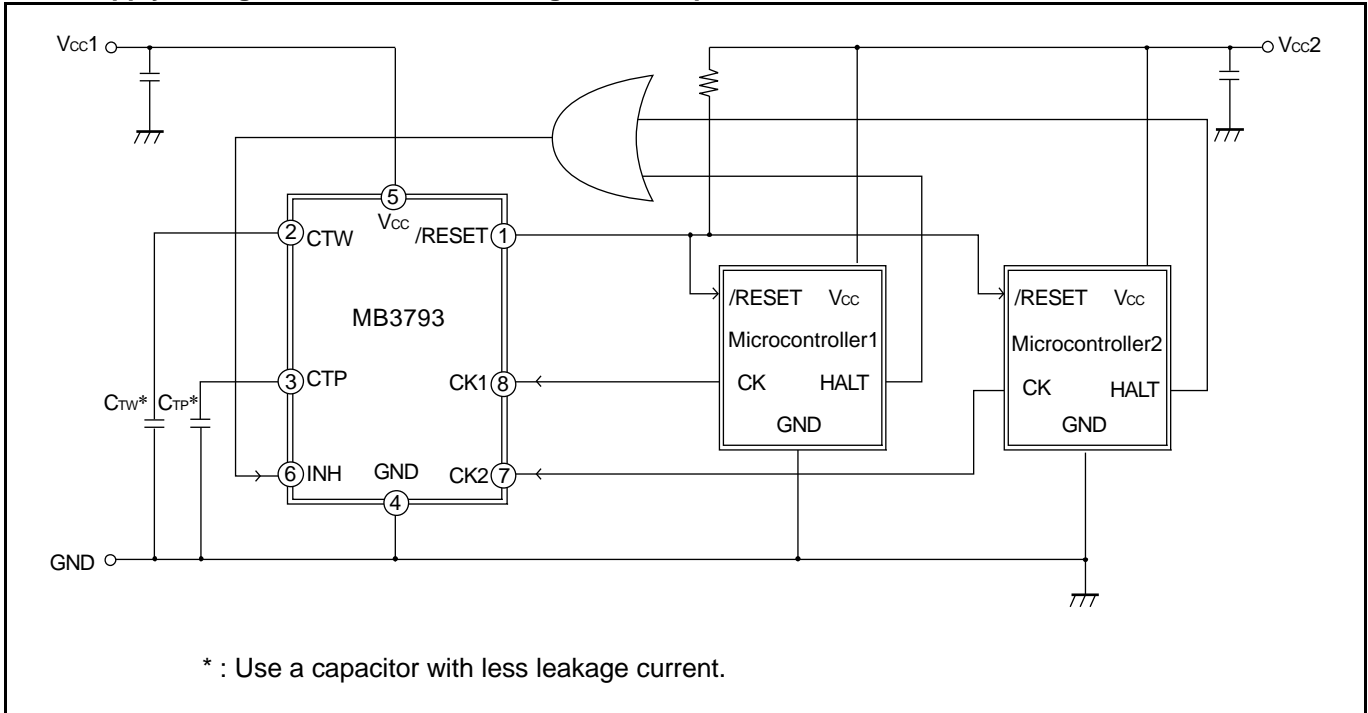 Vcc1
Vcc2
5
Vcc
2
CTW
/RESET
1
/RESET
Vcc
/RESET
Vcc
MB3793
Microcontroller1
Microcontroller2
3
CTP
CK1
8
CK
HALT
CK
HALT
CTW*
CTP*
GND
GND
6
INH
GND
CK2
7
4
GND
* : Use a capacitor with less leakage current.